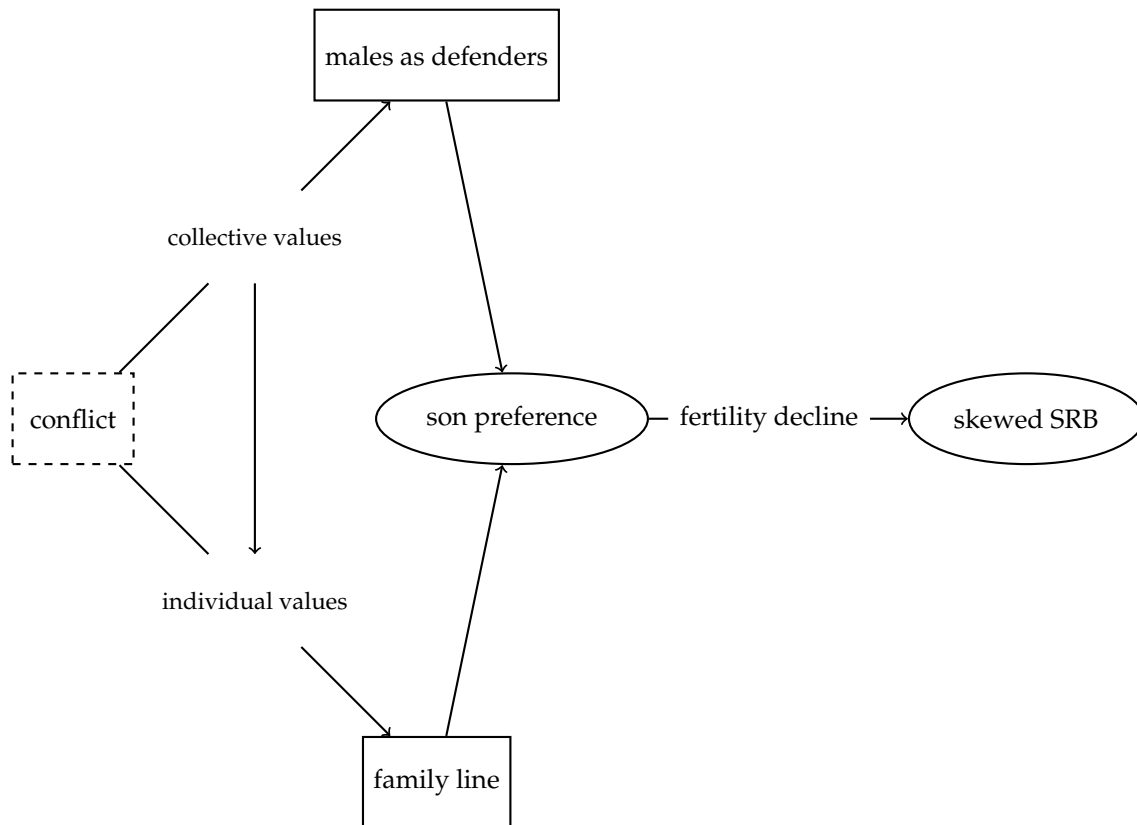 males as defenders
collective values
conflict
son preference
fertility decline
skewed SRB
individual values
family line